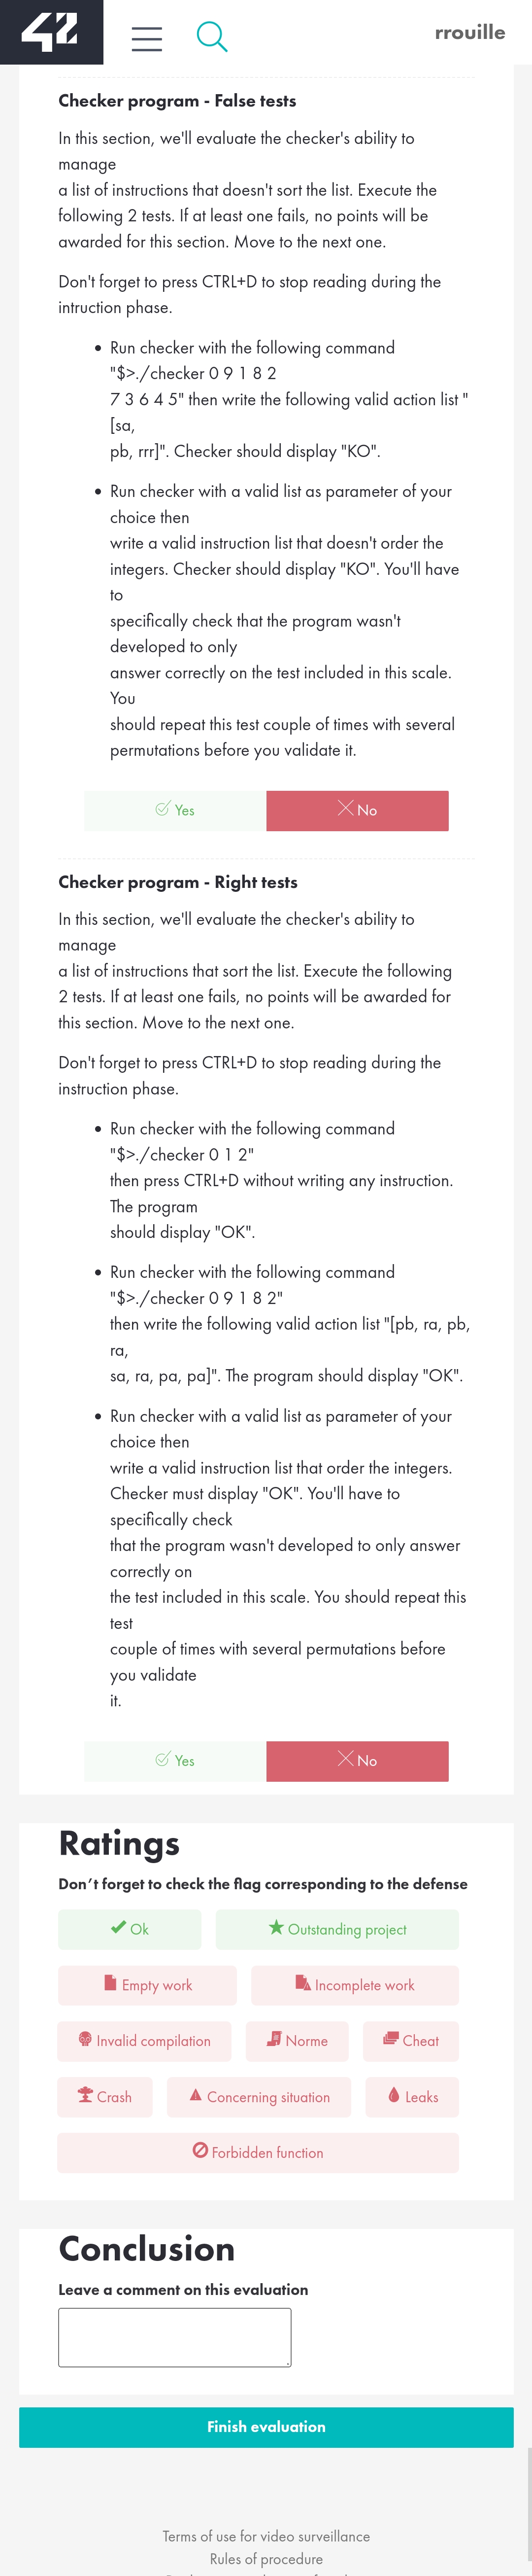 42
rrouille
Checker program - False tests
In this section, we'll evaluate the checker's ability to
manage
a list of instructions that doesn't sort the list. Execute the
following 2 tests. If at least one fails, no points will be
awarded for this section. Move to the next one.
Don't forget to press CTRL+D to stop reading during the
intruction phase.
• Run checker with the following command
"$>./checker 0 9 1 8 2
7 3 6 4 5" then write the following valid action list "
[sa,
pb, rrr]". Checker should display "KO".
• Run checker with a valid list as parameter of your
choice then
write a valid instruction list that doesn't order the
integers. Checker should display "KO". You'll have
to
specifically check that the program wasn't
developed to only
answer correctly on the test included in this scale.
You
should repeat this test couple of times with several
permutations before you validate it.
Yes
No
Checker program - Right tests
In this section, we'll evaluate the checker's ability to
manage
a list of instructions that sort the list. Execute the following
2 tests. If at least one fails, no points will be awarded for
this section. Move to the next one.
Don't forget to press CTRL+D to stop reading during the
instruction phase.
• Run checker with the following command
"$>./checker 0 1 2"
then press CTRL+D without writing any instruction.
The program
should display "OK".
• Run checker with the following command
"$>./checker 0 9 1 8 2"
then write the following valid action list "[pb, ra, pb,
ra,
sa, ra, pa, pa]". The program should display "OK".
• Run checker with a valid list as parameter of your
choice then
write a valid instruction list that order the integers.
Checker must display "OK". You'll have to
specifically check
that the program wasn't developed to only answer
correctly on
the test included in this scale. You should repeat this
test
couple of times with several permutations before
you validate
it.
Yes
No
Ratings
Don’t forget to check the flag corresponding to the defense
Ok
Outstanding project
Empty work
Incomplete work
Invalid compilation
Norme
Cheat
Crash
Concerning situation
Leaks
Forbidden function
Conclusion
Leave a comment on this evaluation
Finish evaluation
Terms of use for video surveillance
Rules of procedure